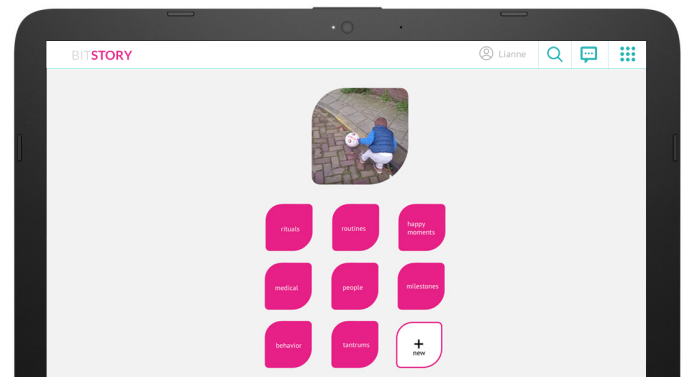 BITSTORY
Lianne
rituals
routines
happy
moments
medical
people
milestones
behavior
tantrums
+
new